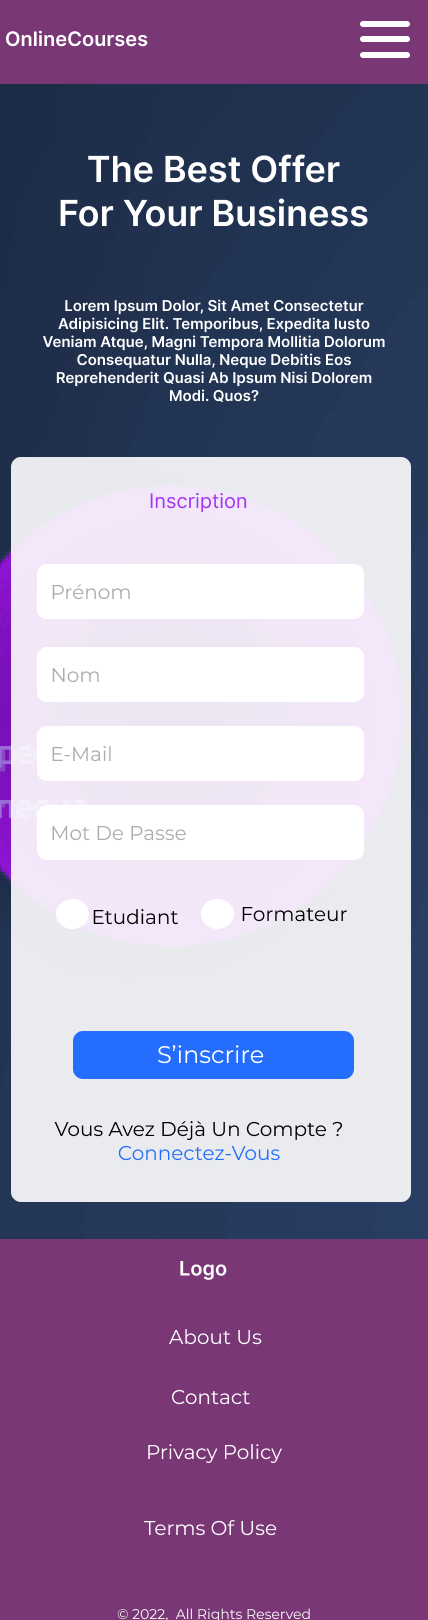 OnlineCourses
The Best Offer
For Your Business
Lorem Ipsum Dolor, Sit Amet Consectetur
Adipisicing Elit. Temporibus, Expedita Iusto
Veniam Atque, Magni Tempora Mollitia Dolorum
Consequatur Nulla, Neque Debitis Eos
Reprehenderit Quasi Ab Ipsum Nisi Dolorem
Modi. Quos?
Inscription
Prénom
Nom
E-Mail
Mot De Passe
Etudiant
Formateur
S’inscrire
Vous Avez Déjà Un Compte ?
Connectez-Vous
Logo
About Us
Contact
Privacy Policy
Terms Of Use
© 2022, All Rights Reserved